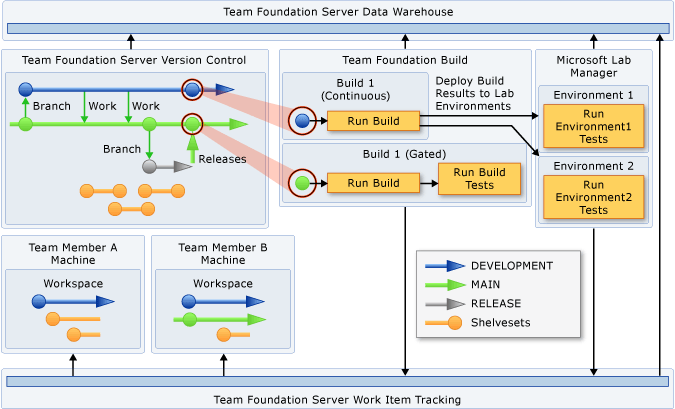 Team Foundation Server Data Warehouse
Team Foundation Server Version Control
Branch
Work
Work
Branch
Releases
Team Foundation Build
Build 1
(Continuous)
Run Build
Deploy Build
Results to Lab
Environments
Build 1 (Gated)
Run Build
Run Build
Tests
Microsoft Lab
Manager
Environment 1
Run
Environment1
Tests
Environment 2
Run
Environment2
Tests
Team Member A
Machine
Workspace
Team Member B
Machine
Workspace
DEVELOPMENT
MAIN
RELEASE
Shelvesets
Team Foundation Server Work Item Tracking